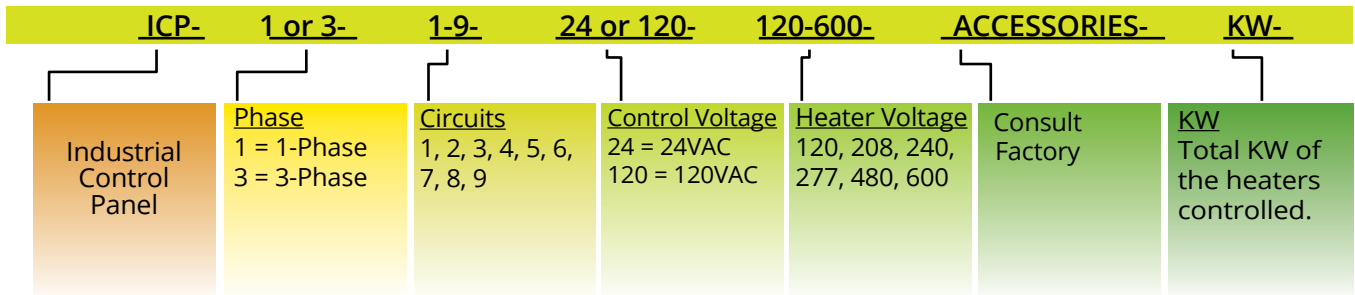 ICP- 1 or 3- 1-9- 24 or 120- 120-600- ACCESSORIES- KW-
Industrial
Control
Panel
Phase
1 = 1-Phase
3 = 3-Phase
Circuits
1, 2, 3, 4, 5, 6,
7, 8, 9
Control Voltage
24 = 24VAC
120 = 120VAC
Heater Voltage
120, 208, 240,
277, 480, 600
Consult
Factory
KW
Total KW of
the heaters
controlled.